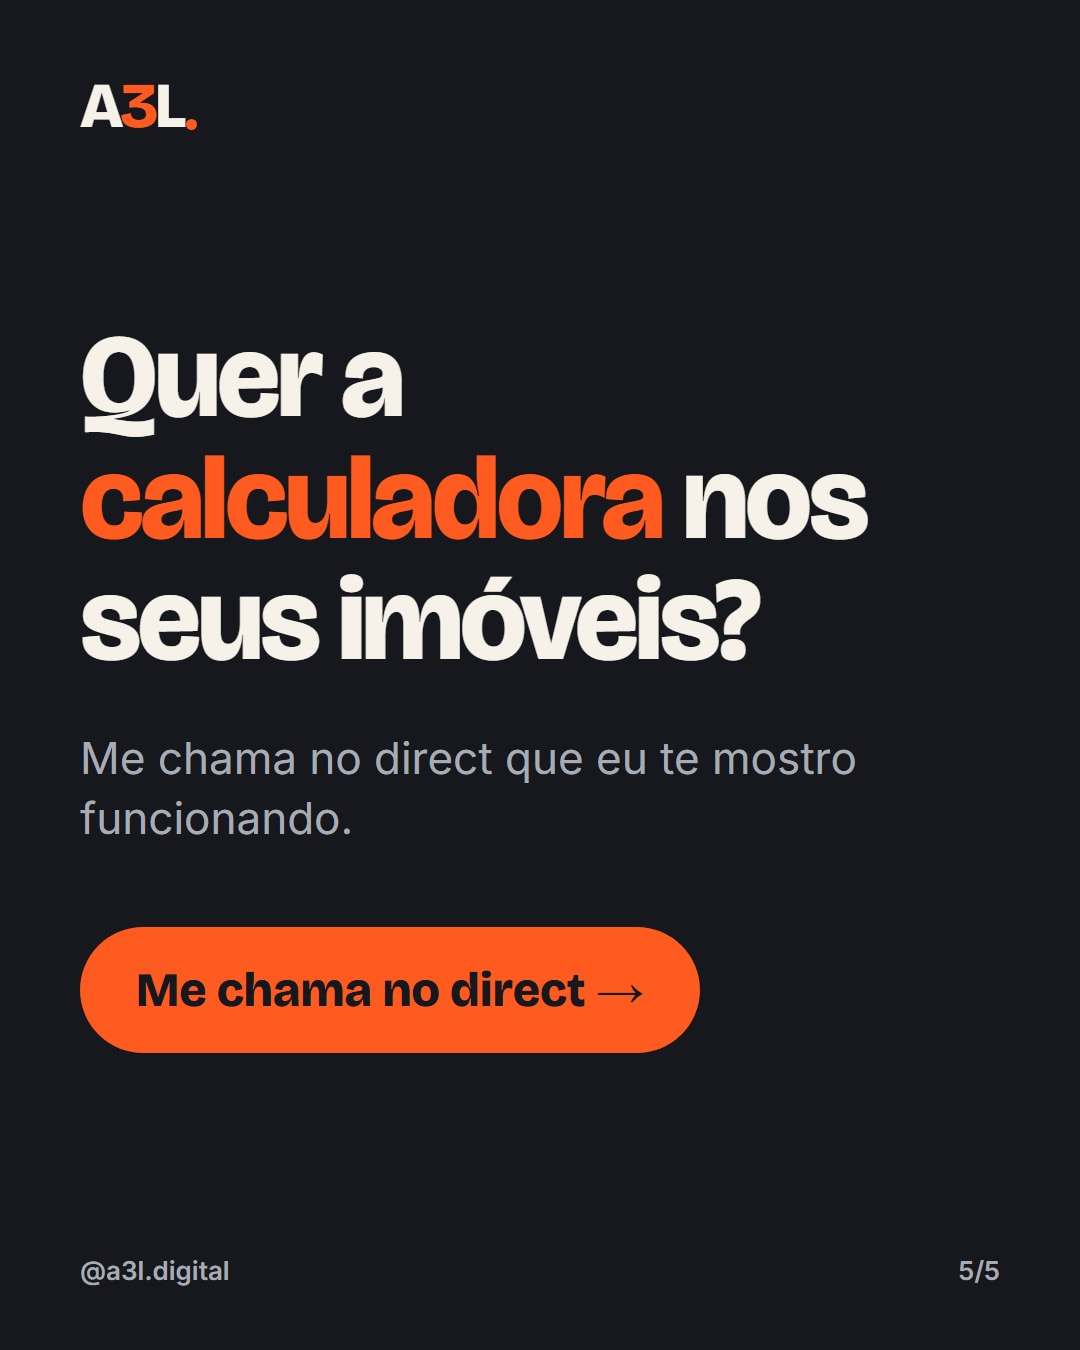 A3L.
Quer a
calculadora nos
seus imóveis?
Me chama no direct que eu te mostro
funcionando.
Me chama no direct →
@a3l.digital
5/5